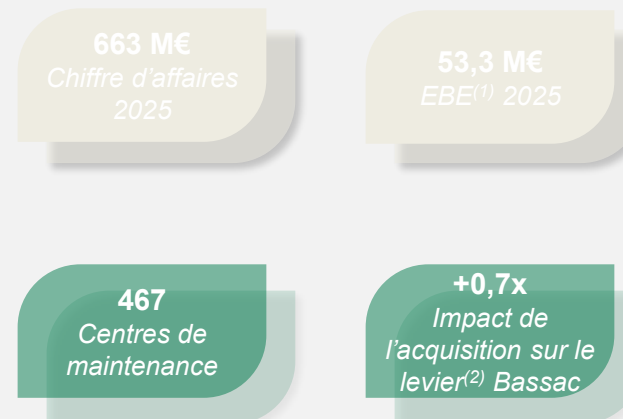 663 M€
Chiffre d’affaires
2025
53,3 M€
EBE(1) 2025
467
Centres de
maintenance
+0,7x
Impact de
l’acquisition sur le
levier(2) Bassac